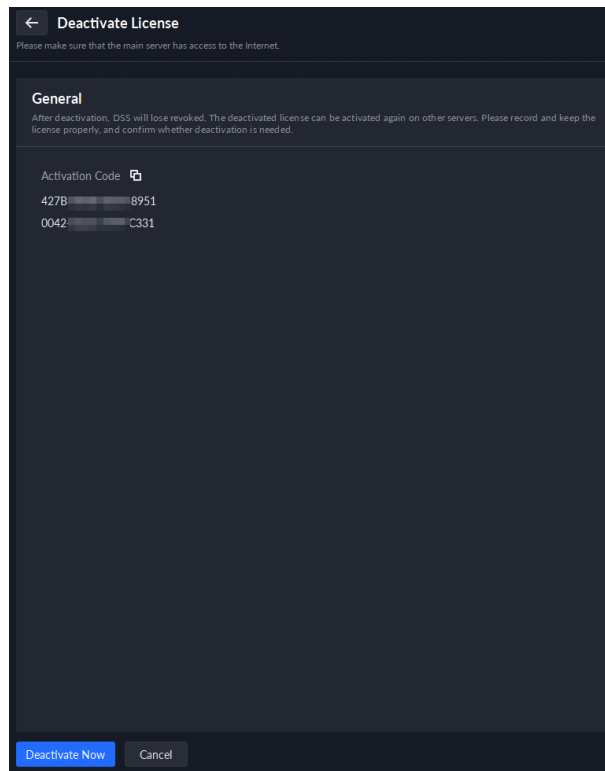 Deactivate License
Please make sure that the main server has access to the Internet.
General
After deactivation, DSS will lose revoked. The deactivated license can be activated again on other servers. Please record and keep the
license properly, and confirm whether deactivation is needed.
Activation Code
427B 8951
0042- C331
Deactivate Now
Cancel